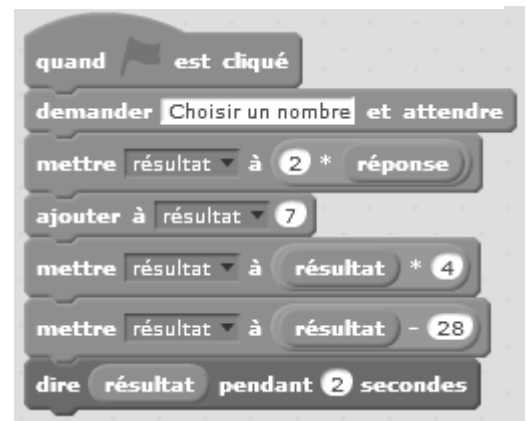 quand est cliqué
demander Choisir un nombre et attendre
mettre résultat à 2 * réponse
ajouter à résultat 7
mettre résultat à résultat * 4
mettre résultat à résultat - 28
dire résultat pendant 2 secondes